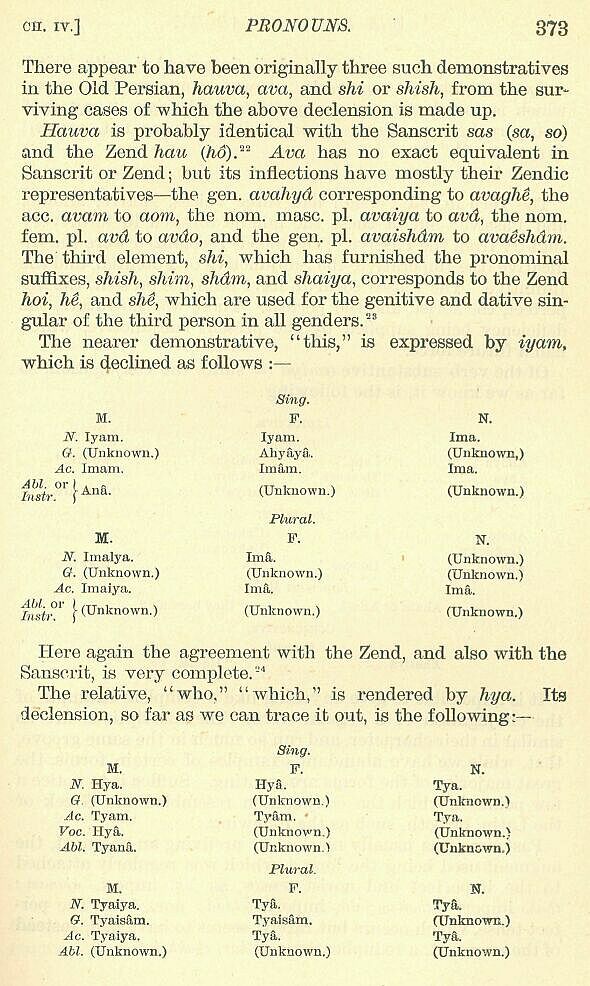 CH. IV.] PRONOUNS. 373
There appear to have been originally three such demonstratives
in the Old Persian, hauva, ava, and shi or shish, from the sur-
viving cases of which the above declension is made up.
Hauva is probably identical with the Sanscrit sas (sa, so)
and the Zend hau (hô).²² Ava has no exact equivalent in
Sanscrit or Zend; but its inflections have mostly their Zendic
representatives—the gen. avahyâ corresponding to avaghê, the
acc. avam to aom, the nom. masc. pl. avaiya to avâ, the nom.
fem. pl. avâ to avâo, and the gen. pl. avaishâm to avaêshâm.
The third element, shi, which has furnished the pronominal
suffixes, shish, shim, shâm, and shaiya, corresponds to the Zend
hoi, hê, and shê, which are used for the genitive and dative sin-
gular of the third person in all genders.²³
The nearer demonstrative, “this,” is expressed by iyam,
which is declined as follows :—
Sing.
M. F. N.
N. Iyam. Iyam. Ima.
G. (Unknown.) Ahyâyâ. (Unknown,)
Ac. Imam. Imâm. Ima.
Abl. or Instr. } Anâ. (Unknown.) (Unknown.)
Plural.
M. F. N.
N. Imaiya. Imâ. (Unknown.)
G. (Unknown.) (Unknown.) (Unknown.)
Ac. Imaiya. Imâ. Imâ.
Abl. or Instr. } (Unknown.) (Unknown.) (Unknown.)
Here again the agreement with the Zend, and also with the
Sanscrit, is very complete.²⁴
The relative, “who,” “which,” is rendered by hya. Its
declension, so far as we can trace it out, is the following:—
Sing.
M. F. N.
N. Hya. Hyâ. Tya.
G. (Unknown.) (Unknown.) (Unknown.)
Ac. Tyam. Tyâm. Tya.
Voc. Hyâ. (Unknown.) (Unknown.)
Abl. Tyanâ. (Unknown.) (Unknown.)
Plural.
M. F. N.
N. Tyaiya. Tyâ. Tyâ.
G. Tyaisâm. Tyaisâm. (Unknown.)
Ac. Tyaiya. Tyâ. Tyâ.
Abl. (Unknown.) (Unknown.) (Unknown.)